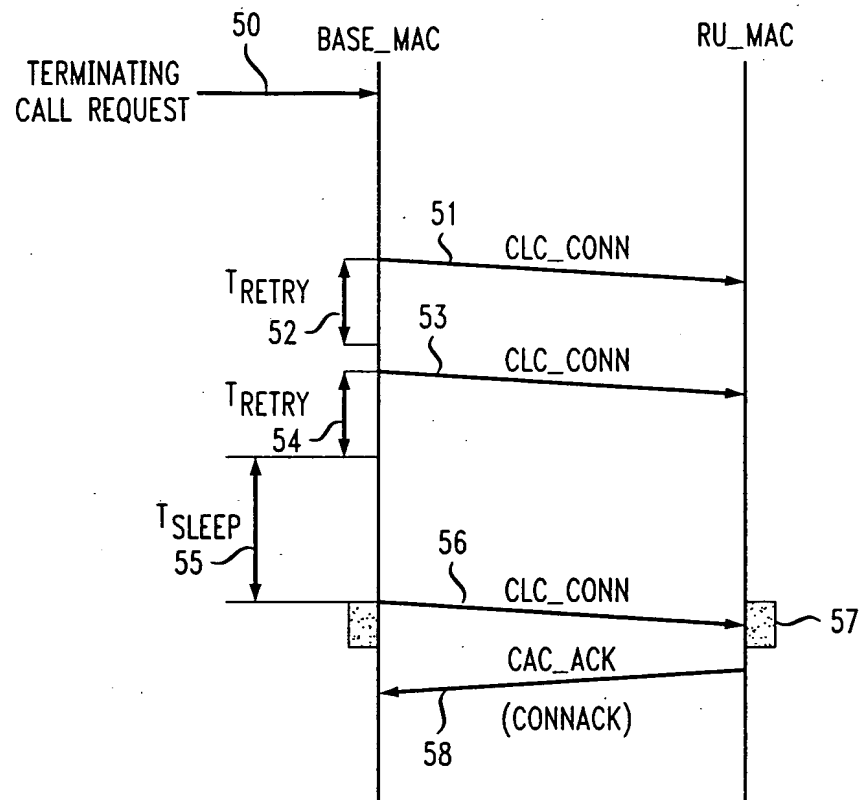 50
BASE_MAC
RU_MAC
TERMINATING
CALL REQUEST
51
CLC_CONN
TRETRY
52
53
CLC_CONN
TRETRY
54
TSLEEP
55
56
CLC_CONN
57
CAC_ACK
(CONNACK)
58